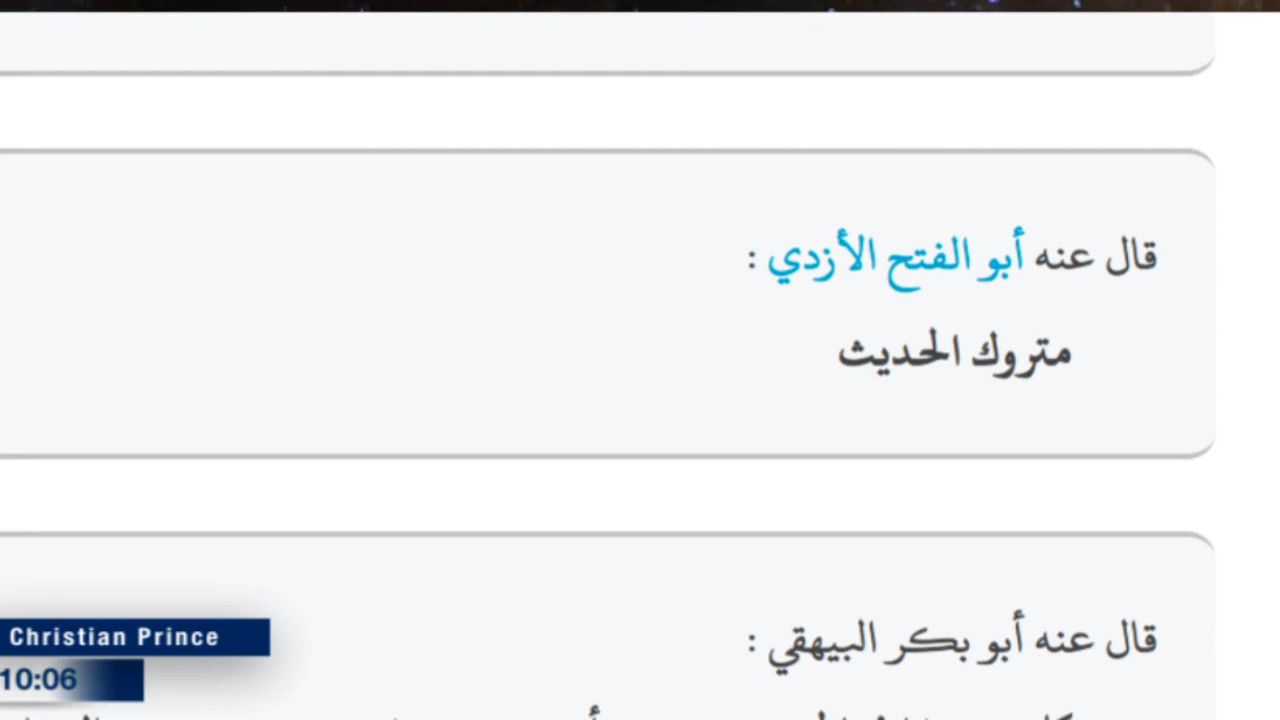 قال عنه أبو الفتح الأزدي :
متروك الحديث
قال عنه أبو بكر البيهقي :
Christian Prince
10:06